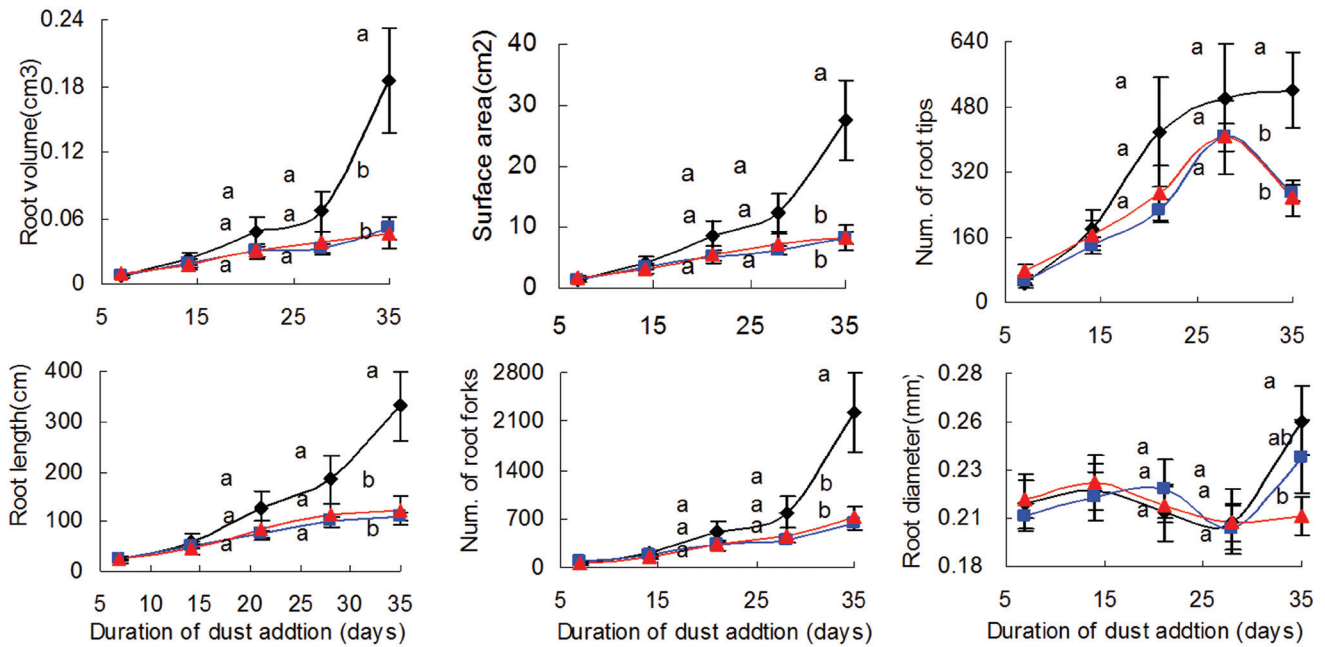 Root volume(cm3)
0.24
0.18
0.12
0.06
0
a
a
a
b
a
a
b
a
a
5
15
25
35
Surface area(cm2)
40
30
20
10
0
a
a
a
a
a
b
a
a
b
5
15
25
35
Num. of root tips
640
480
320
160
0
a
a
a
a
a
b
a
a
b
5
15
25
35
Root length(cm)
400
300
200
100
0
a
a
a
a
a
b
a
a
b
5
10
15
20
25
30
35
Duration of dust addtion (days)
Num. of root forks
2800
2100
1400
700
0
a
a
a
a
a
b
a
a
b
5
15
25
35
Duration of dust addtion (days)
Root diameter(mm)
0.28
0.26
0.23
0.21
0.18
a
a
ab
a
a
a
b
a
a
5
15
25
35
Duration of dust addtion (days)